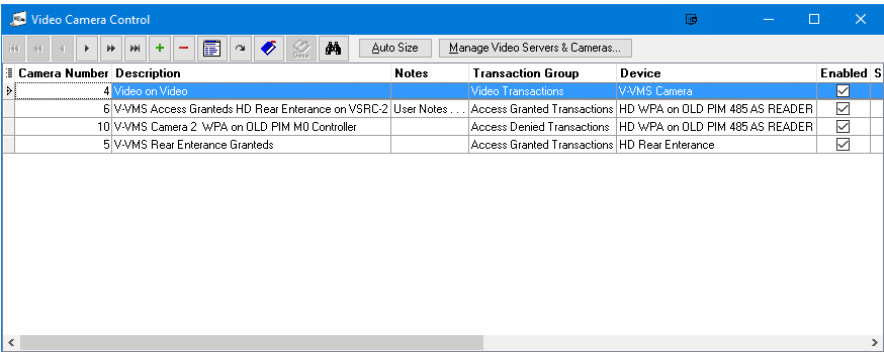 Video Camera Control
Auto Size Manage Video Servers & Cameras...
Camera Number Description Notes Transaction Group Device Enabled S
4 Video on Video Video Transactions V-VMS Camera
6 V-VMS Access Granteds HD Rear Enterance on VSRC-2 User Notes . . . Access Granted Transactions HD WPA on OLD PIM 485 AS READER
10 V-VMS Camera 2 WPA on OLD PIM M0 Controller Access Denied Transactions HD WPA on OLD PIM 485 AS READER
5 V-VMS Rear Enterance Granteds Access Granted Transactions HD Rear Enterance